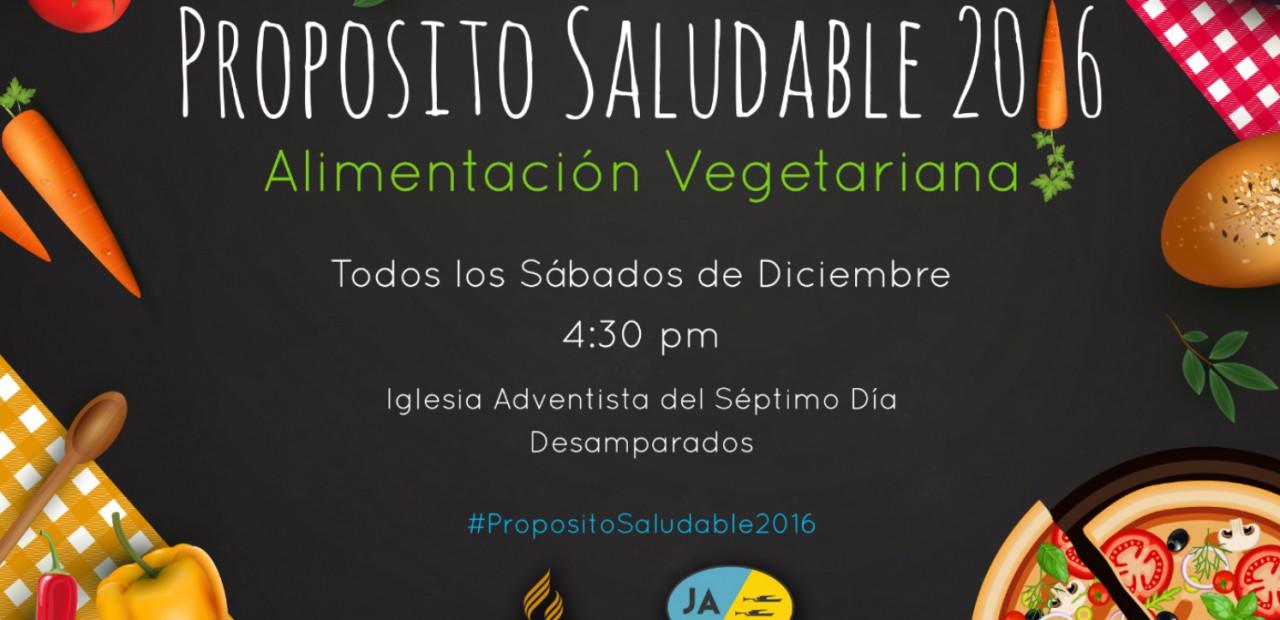 PROPOSITO SALUDABLE 2016
Alimentación Vegetariana
Todos los Sábados de Diciembre
4:30 pm
Iglesia Adventista del Séptimo Día
Desamparados
#PropositoSaludable2016
JA